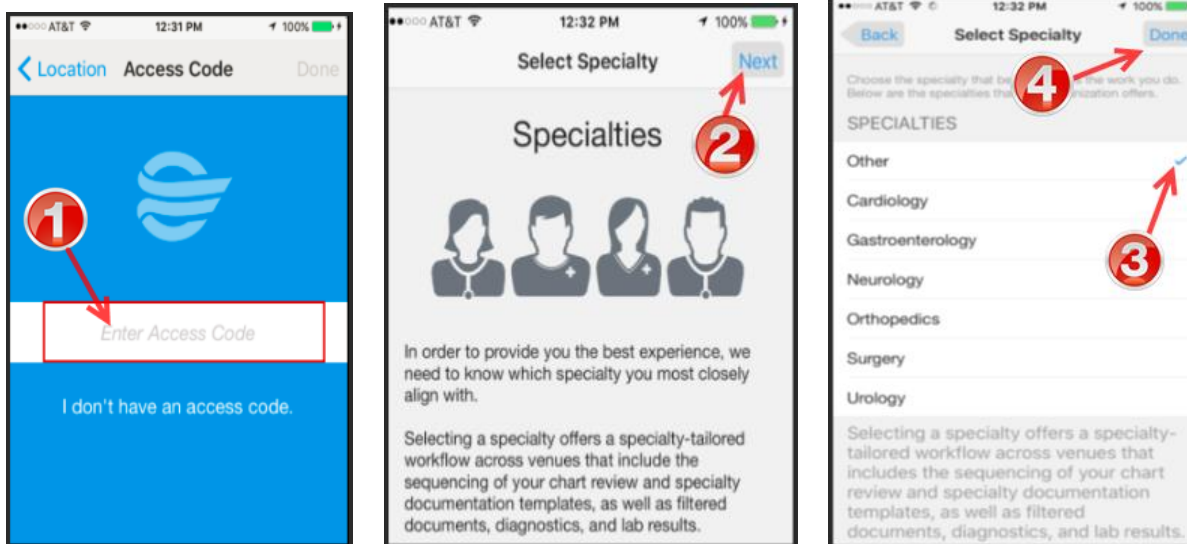 AT&T 12:31 PM 100%
Location Access Code Done
1
Enter Access Code
I don't have an access code.
AT&T 12:32 PM 100%
Select Specialty Next
2
Specialties
In order to provide you the best experience, we
need to know which specialty you most closely
align with.
Selecting a specialty offers a specialty-tailored
workflow across venues that include the
sequencing of your chart review and specialty
documentation templates, as well as filtered
documents, diagnostics, and lab results.
AT&T 12:32 PM 100%
Back Select Specialty Done
4
Choose the specialty that the work you do.
Below are the specialties offers.
SPECIALTIES
Other
3
Cardiology
Gastroenterology
Neurology
Orthopedics
Surgery
Urology
Selecting a specialty offers a specialty-
tailored workflow across venues that
includes the sequencing of your chart
review and specialty documentation
templates, as well as filtered
documents, diagnostics, and lab results.